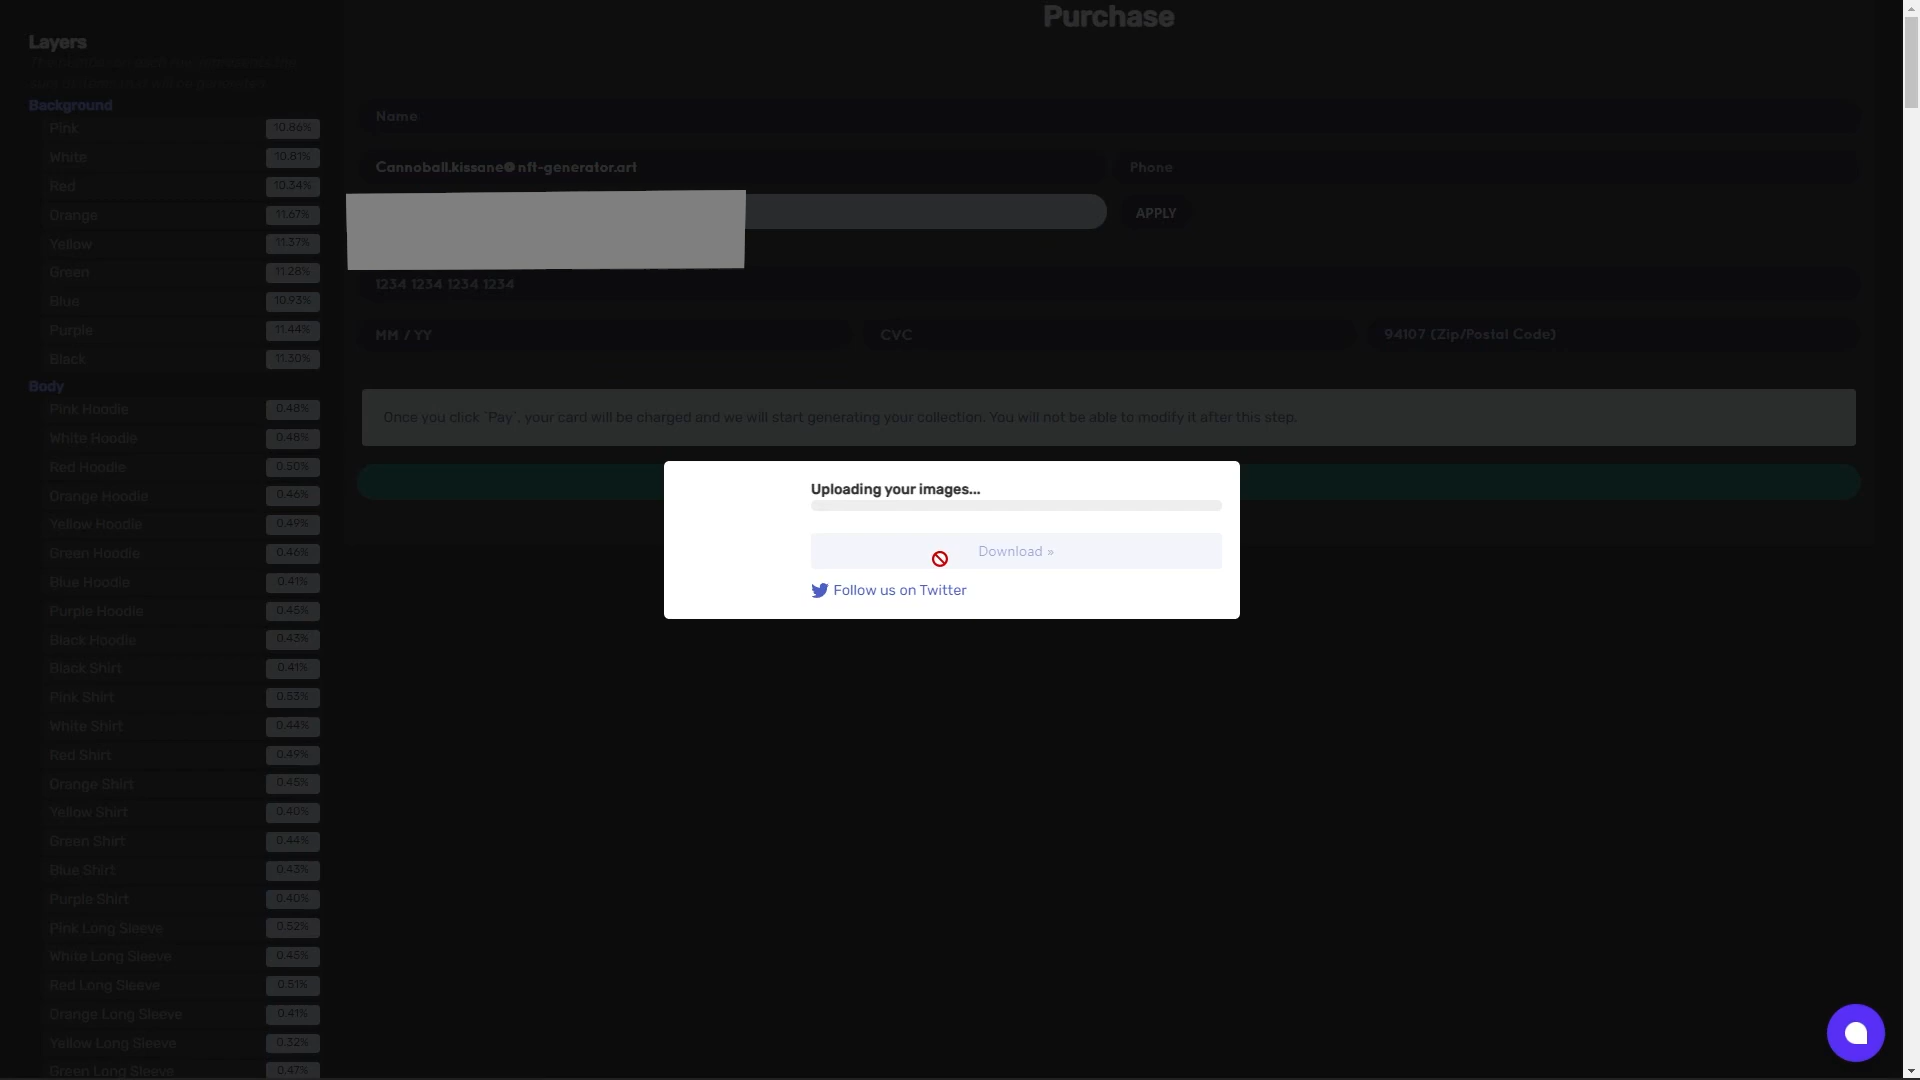 Purchase
Layers
Background
Pink 10.86%
White 10.81%
Red 10.34%
Orange 11.67%
Yellow 11.37%
Green 11.28%
Blue 10.93%
Purple 11.44%
Black 11.30%
Body
Pink Hoodie 0.48%
White Hoodie 0.48%
Red Hoodie 0.50%
Orange Hoodie 0.46%
Yellow Hoodie 0.49%
Green Hoodie 0.46%
Blue Hoodie 0.41%
Purple Hoodie 0.45%
Black Hoodie 0.43%
Black Shirt 0.41%
Pink Shirt 0.53%
White Shirt 0.44%
Red Shirt 0.49%
Orange Shirt 0.45%
Yellow Shirt 0.40%
Green Shirt 0.44%
Blue Shirt 0.43%
Purple Shirt 0.40%
Pink Long Sleeve 0.52%
White Long Sleeve 0.45%
Red Long Sleeve 0.51%
Orange Long Sleeve 0.41%
Yellow Long Sleeve 0.32%
Green Long Sleeve 0.47%
Name
Cannoball.kissane@nft-generator.art
Phone
APPLY
1234 1234 1234 1234
MM / YY
CVC
94107 (Zip/Postal Code)
Once you click `Pay`, your card will be charged and we will start generating your collection. You will not be able to modify it after this step.
Uploading your images...
Download »
Follow us on Twitter